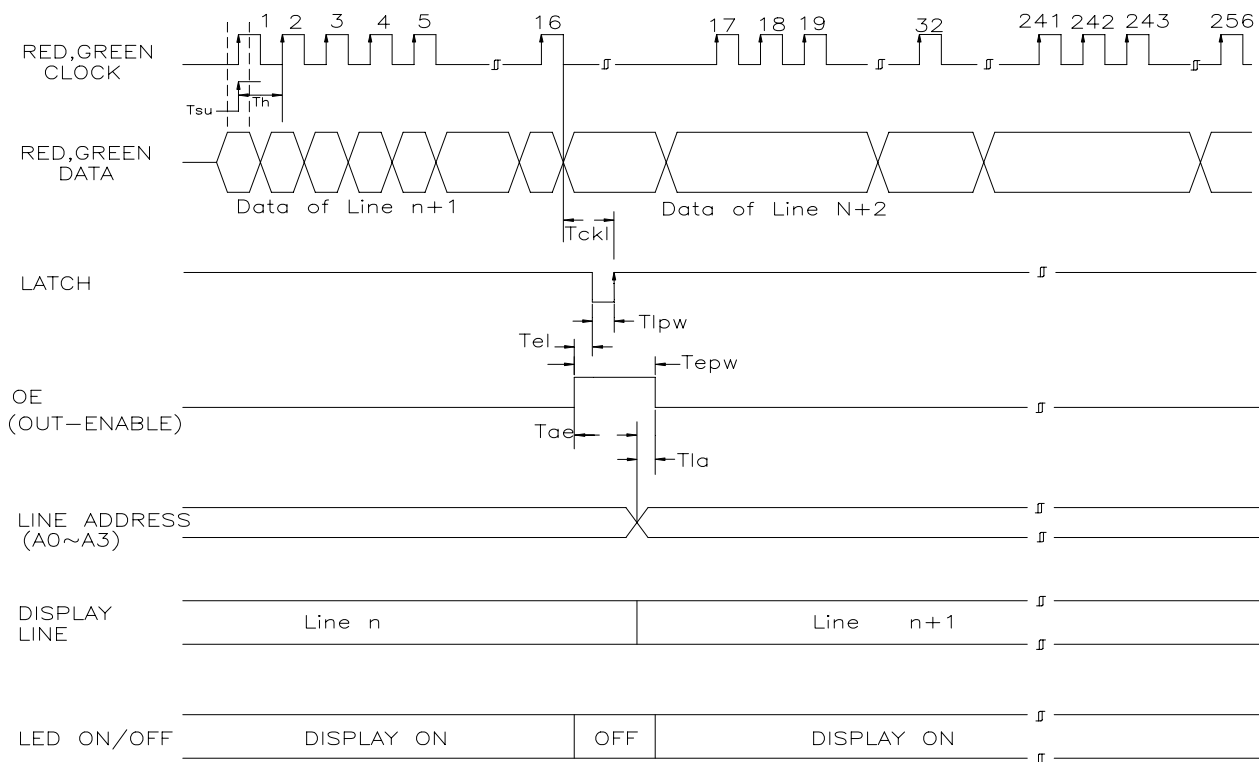 1 2 3 4 5 16 17 18 19 32 241 242 243 256
RED,GREEN
CLOCK
Tsu
Th
RED,GREEN
DATA
Data of Line n+1
Data of Line N+2
Tckl
LATCH
Tlpw
Tel
Tepw
OE
(OUT-ENABLE)
Tae
Tla
LINE ADDRESS
(A0~A3)
DISPLAY
LINE
Line n
Line n+1
LED ON/OFF
DISPLAY ON
OFF
DISPLAY ON